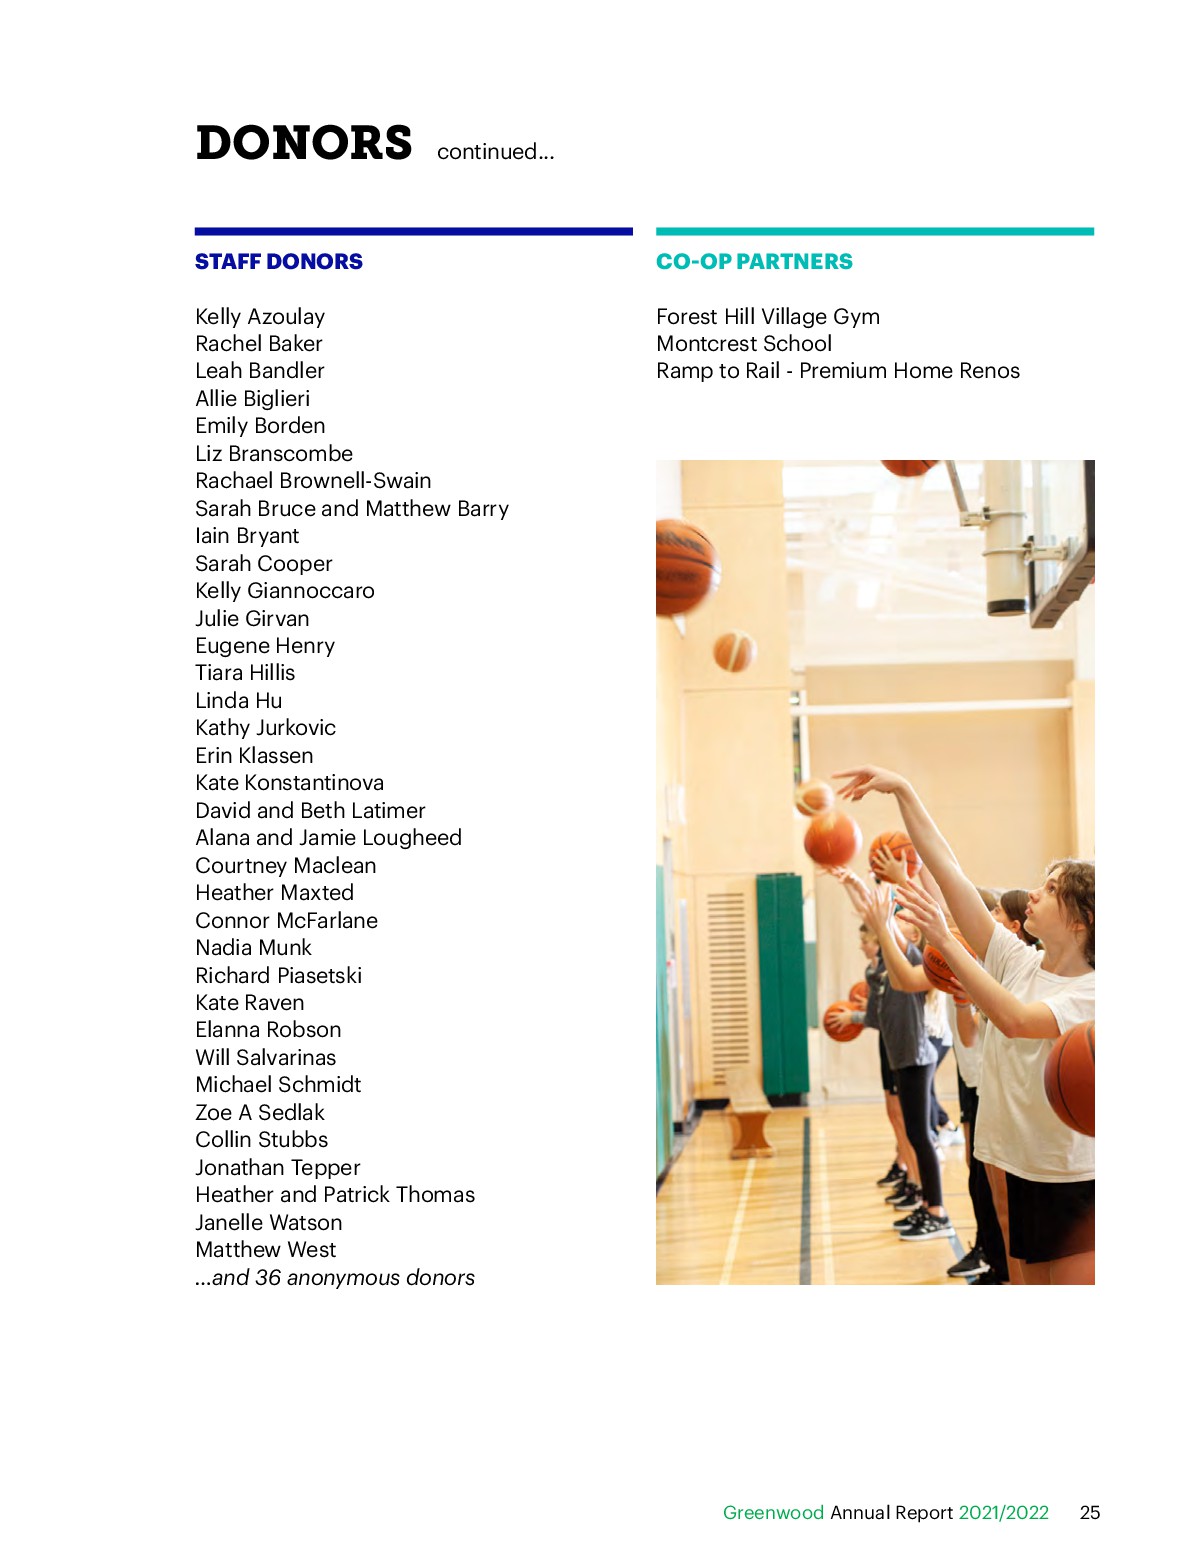 DONORS continued...
STAFF DONORS
Kelly Azoulay
Rachel Baker
Leah Bandler
Allie Biglieri
Emily Borden
Liz Branscombe
Rachael Brownell-Swain
Sarah Bruce and Matthew Barry
Iain Bryant
Sarah Cooper
Kelly Giannoccaro
Julie Girvan
Eugene Henry
Tiara Hillis
Linda Hu
Kathy Jurkovic
Erin Klassen
Kate Konstantinova
David and Beth Latimer
Alana and Jamie Lougheed
Courtney Maclean
Heather Maxted
Connor McFarlane
Nadia Munk
Richard Piasetski
Kate Raven
Elanna Robson
Will Salvarinas
Michael Schmidt
Zoe A Sedlak
Collin Stubbs
Jonathan Tepper
Heather and Patrick Thomas
Janelle Watson
Matthew West
...and 36 anonymous donors
CO-OP PARTNERS
Forest Hill Village Gym
Montcrest School
Ramp to Rail - Premium Home Renos
Greenwood Annual Report 2021/2022 25